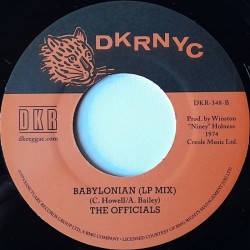 DKRNYC
DKR
dkreggae.com
DKR-348-B
Prod. by Winston
"Niney" Holness
1974
Creole Music Ltd.
BABYLONIAN (LP MIX)
(C. Howell/A. Bailey)
THE OFFICIALS